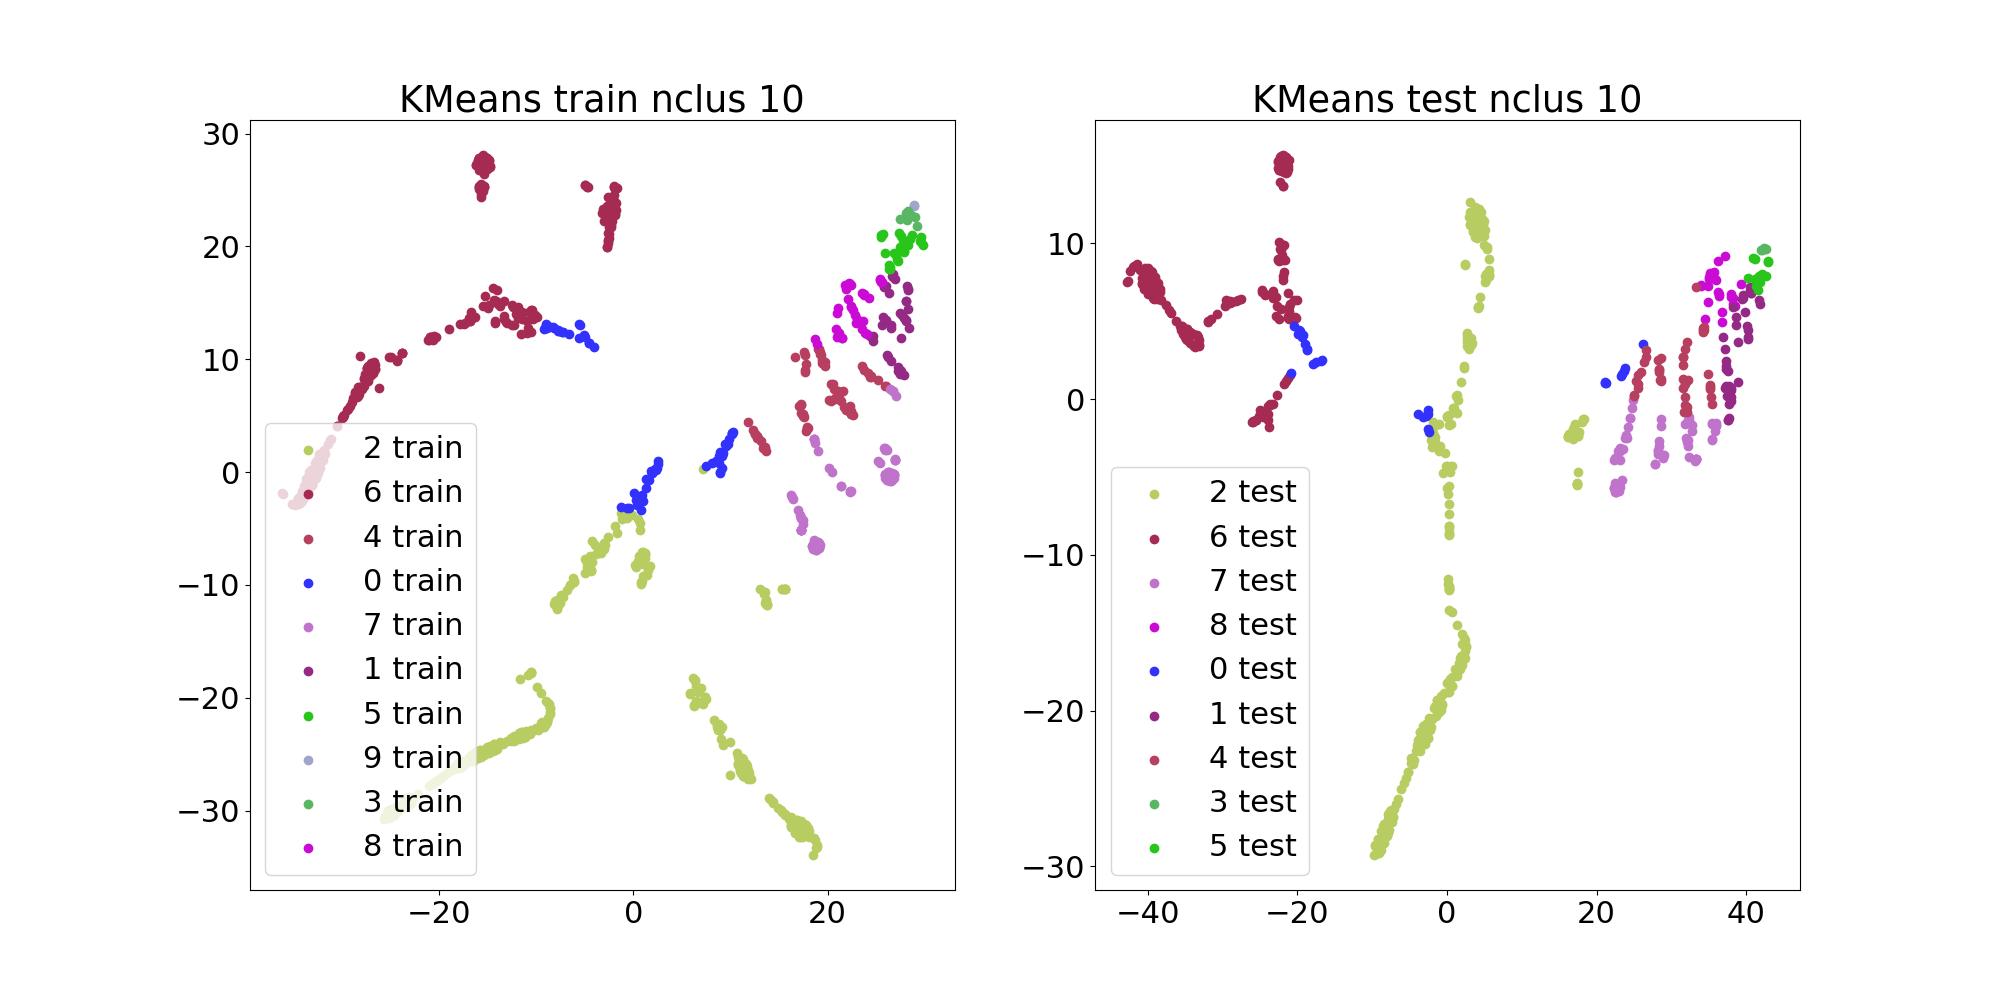 KMeans train nclus 10
30
20
10
0
−10
−20
−30
−20
0
20
2 train
6 train
4 train
0 train
7 train
1 train
5 train
9 train
3 train
8 train
KMeans test nclus 10
10
0
−10
−20
−30
−40
−20
0
20
40
2 test
6 test
7 test
8 test
0 test
1 test
4 test
3 test
5 test